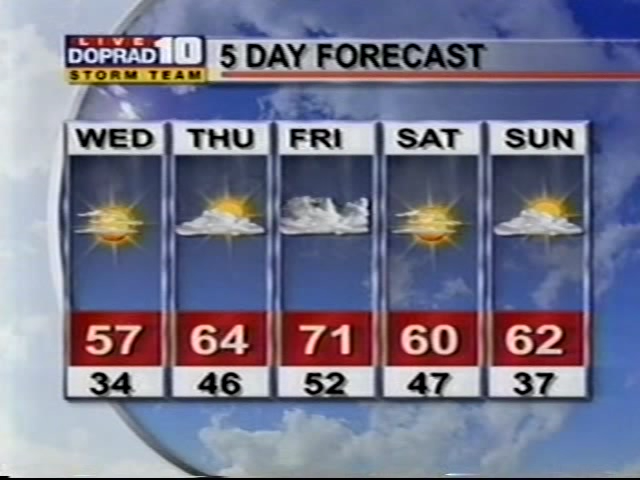 LIVE
DOPRAD 10
STORM TEAM
5 DAY FORECAST
WED THU FRI SAT SUN
57 64 71 60 62
34 46 52 47 37